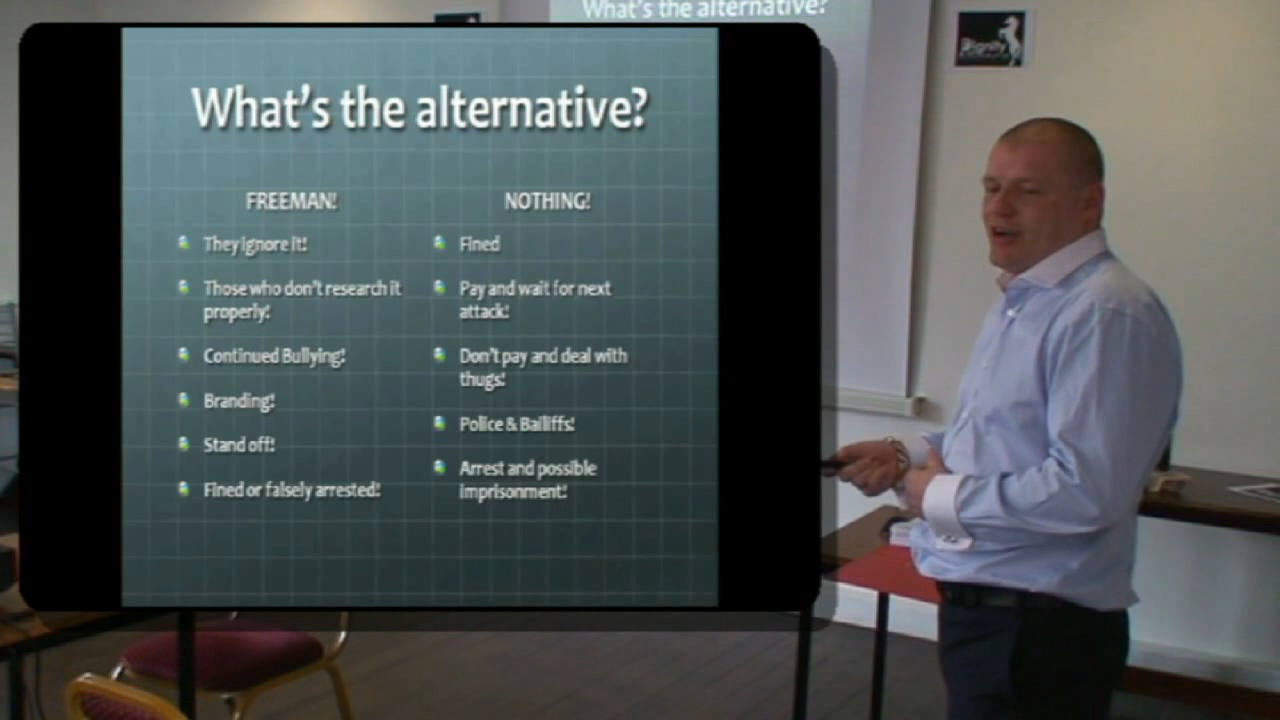 What's the alternative?
What's the alternative?
FREEMAN!
They ignore it!
Those who don't research it
properly!
Continued Bullying!
Branding!
Stand off!
Fined or falsely arrested!
NOTHING!
Fined
Pay and wait for next
attack!
Don't pay and deal with
thugs!
Police & Bailiffs!
Arrest and possible
imprisonment!
Dignity